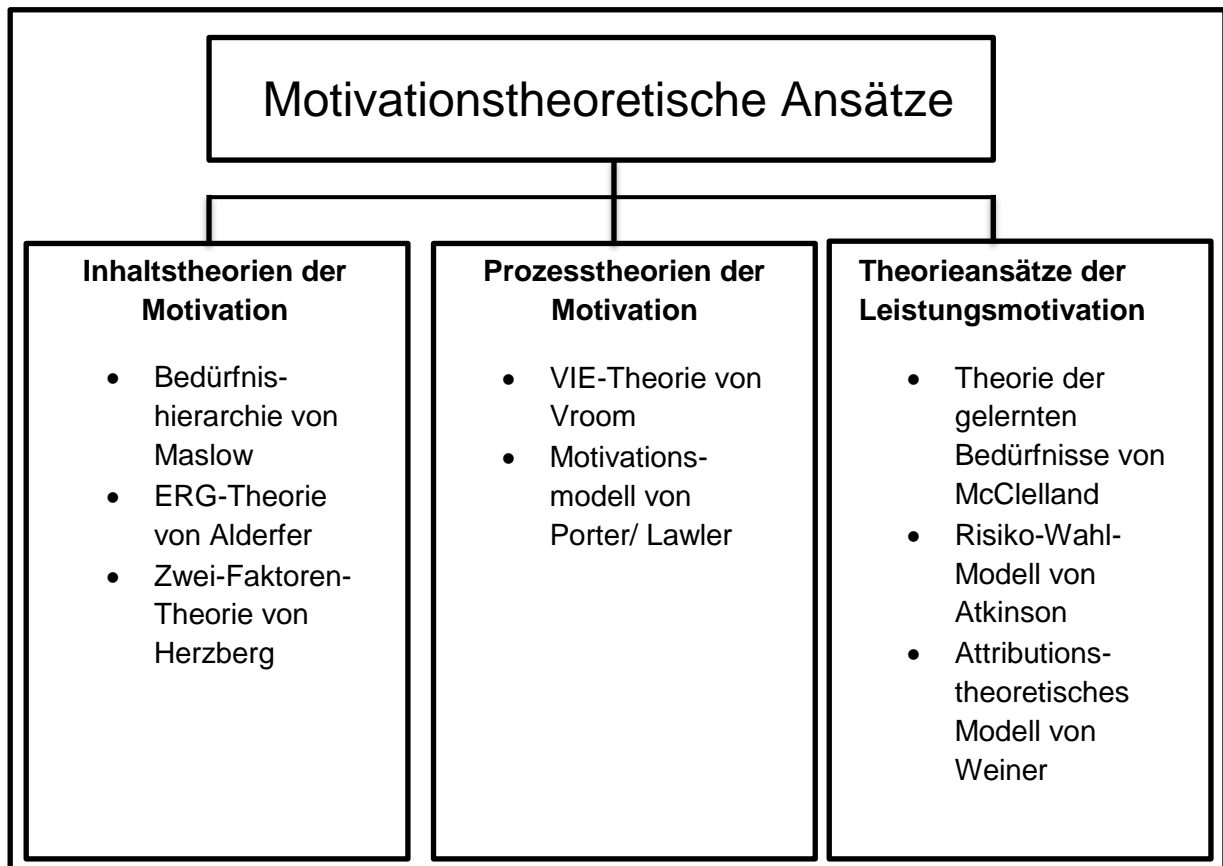 Motivationstheoretische Ansätze
Inhaltstheorien der
Motivation
• Bedürfnis-
hierarchie von
Maslow
• ERG-Theorie
von Alderfer
• Zwei-Faktoren-
Theorie von
Herzberg
Prozesstheorien der
Motivation
• VIE-Theorie von
Vroom
• Motivations-
modell von
Porter/ Lawler
Theorieansätze der
Leistungsmotivation
• Theorie der
gelernten
Bedürfnisse von
McClelland
• Risiko-Wahl-
Modell von
Atkinson
• Attributions-
theoretisches
Modell von
Weiner